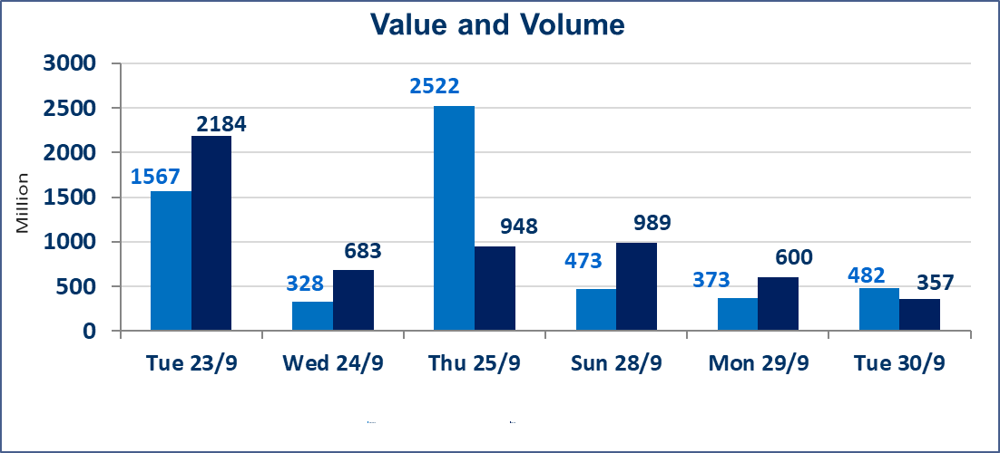 Value and Volume
3000
2500
2000
1500
1000
500
0
Million
1567
2184
328
683
2522
948
473
989
373
600
482
357
Tue 23/9
Wed 24/9
Thu 25/9
Sun 28/9
Mon 29/9
Tue 30/9